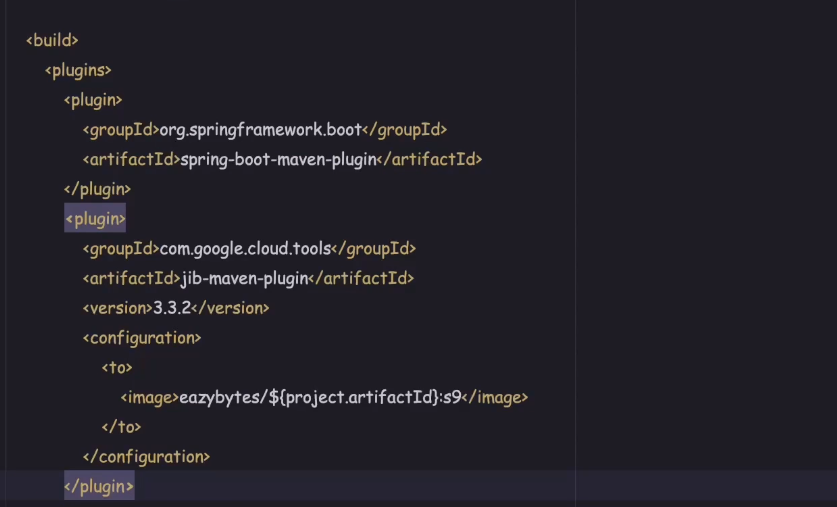 <build>
<plugins>
<plugin>
<groupId>org.springframework.boot</groupId>
<artifactId>spring-boot-maven-plugin</artifactId>
</plugin>
<plugin>
<groupId>com.google.cloud.tools</groupId>
<artifactId>jib-maven-plugin</artifactId>
<version>3.3.2</version>
<configuration>
<to>
<image>eazybytes/${project.artifactId}:s9</image>
</to>
</configuration>
</plugin>